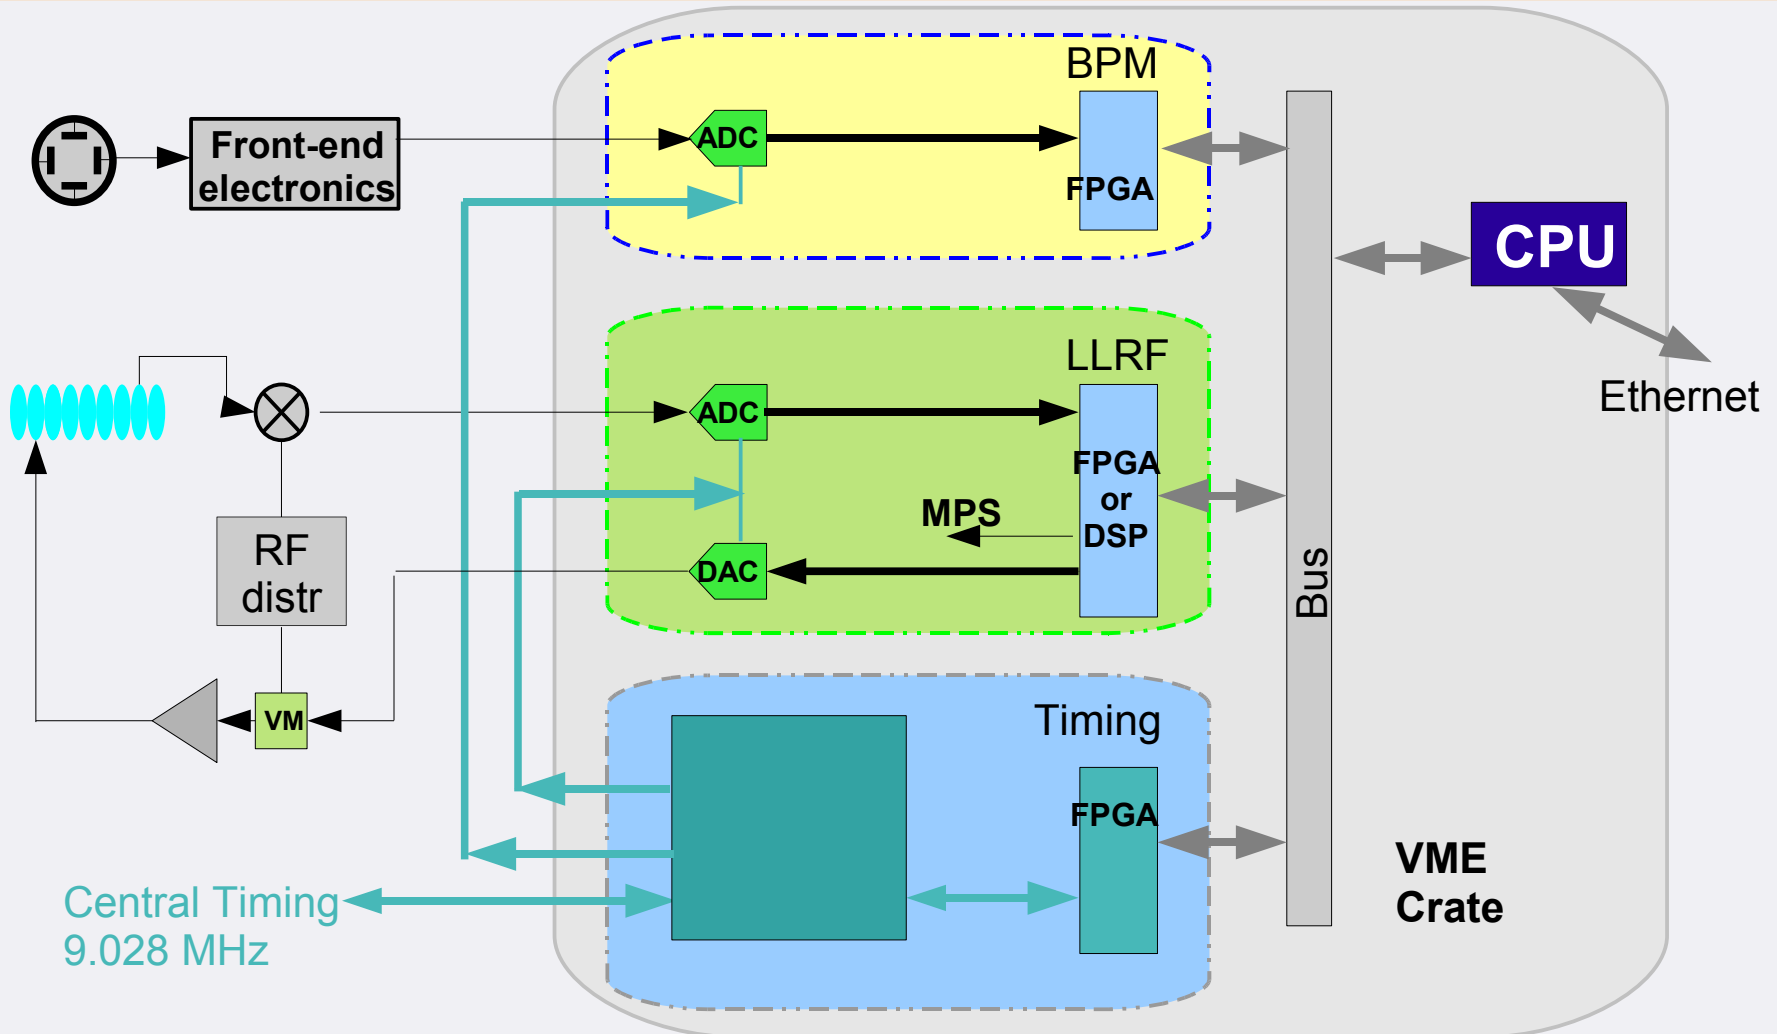 BPM
Front-end
electronics
ADC
FPGA
CPU
Ethernet
LLRF
ADC
FPGA
or
DSP
MPS
DAC
RF
distr
VM
Bus
Timing
FPGA
VME
Crate
Central Timing
9.028 MHz